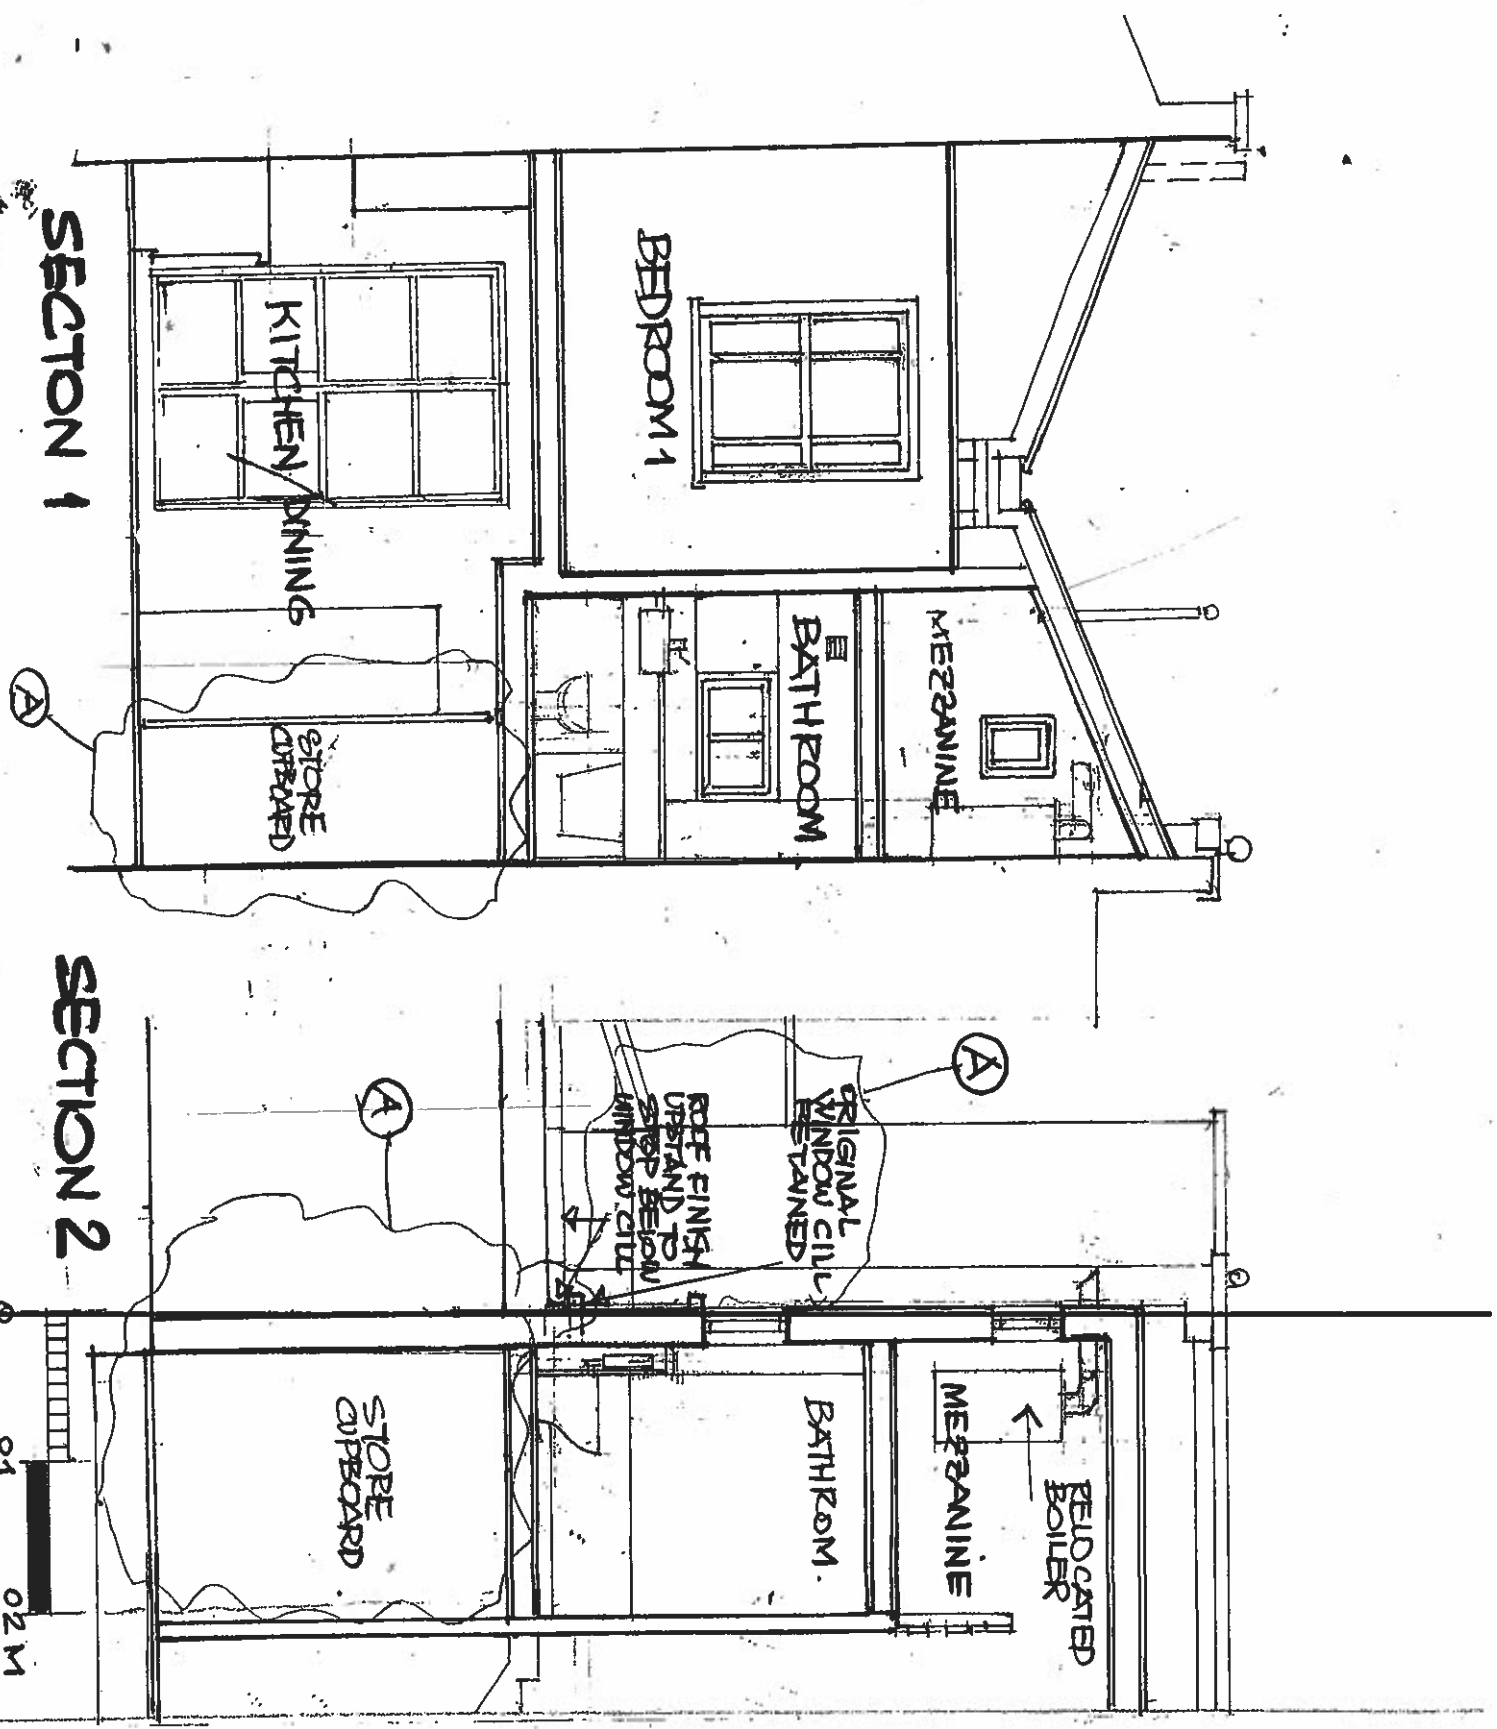 BEDROOM 1
KITCHEN/DINING
MEZZANINE
BATHROOM
STORE
CUPBOARD
A
SECTON 1
A
ORIGINAL
WINDOW CILL
RETAINED
ROOF FINISH
UPSTAND TO
STOP BELOW
WINDOW CILL
A
RELOCATED
BOILER
MEZZANINE
BATHROOM.
STORE
CUPBOARD
SECTION 2
0 01 02 M